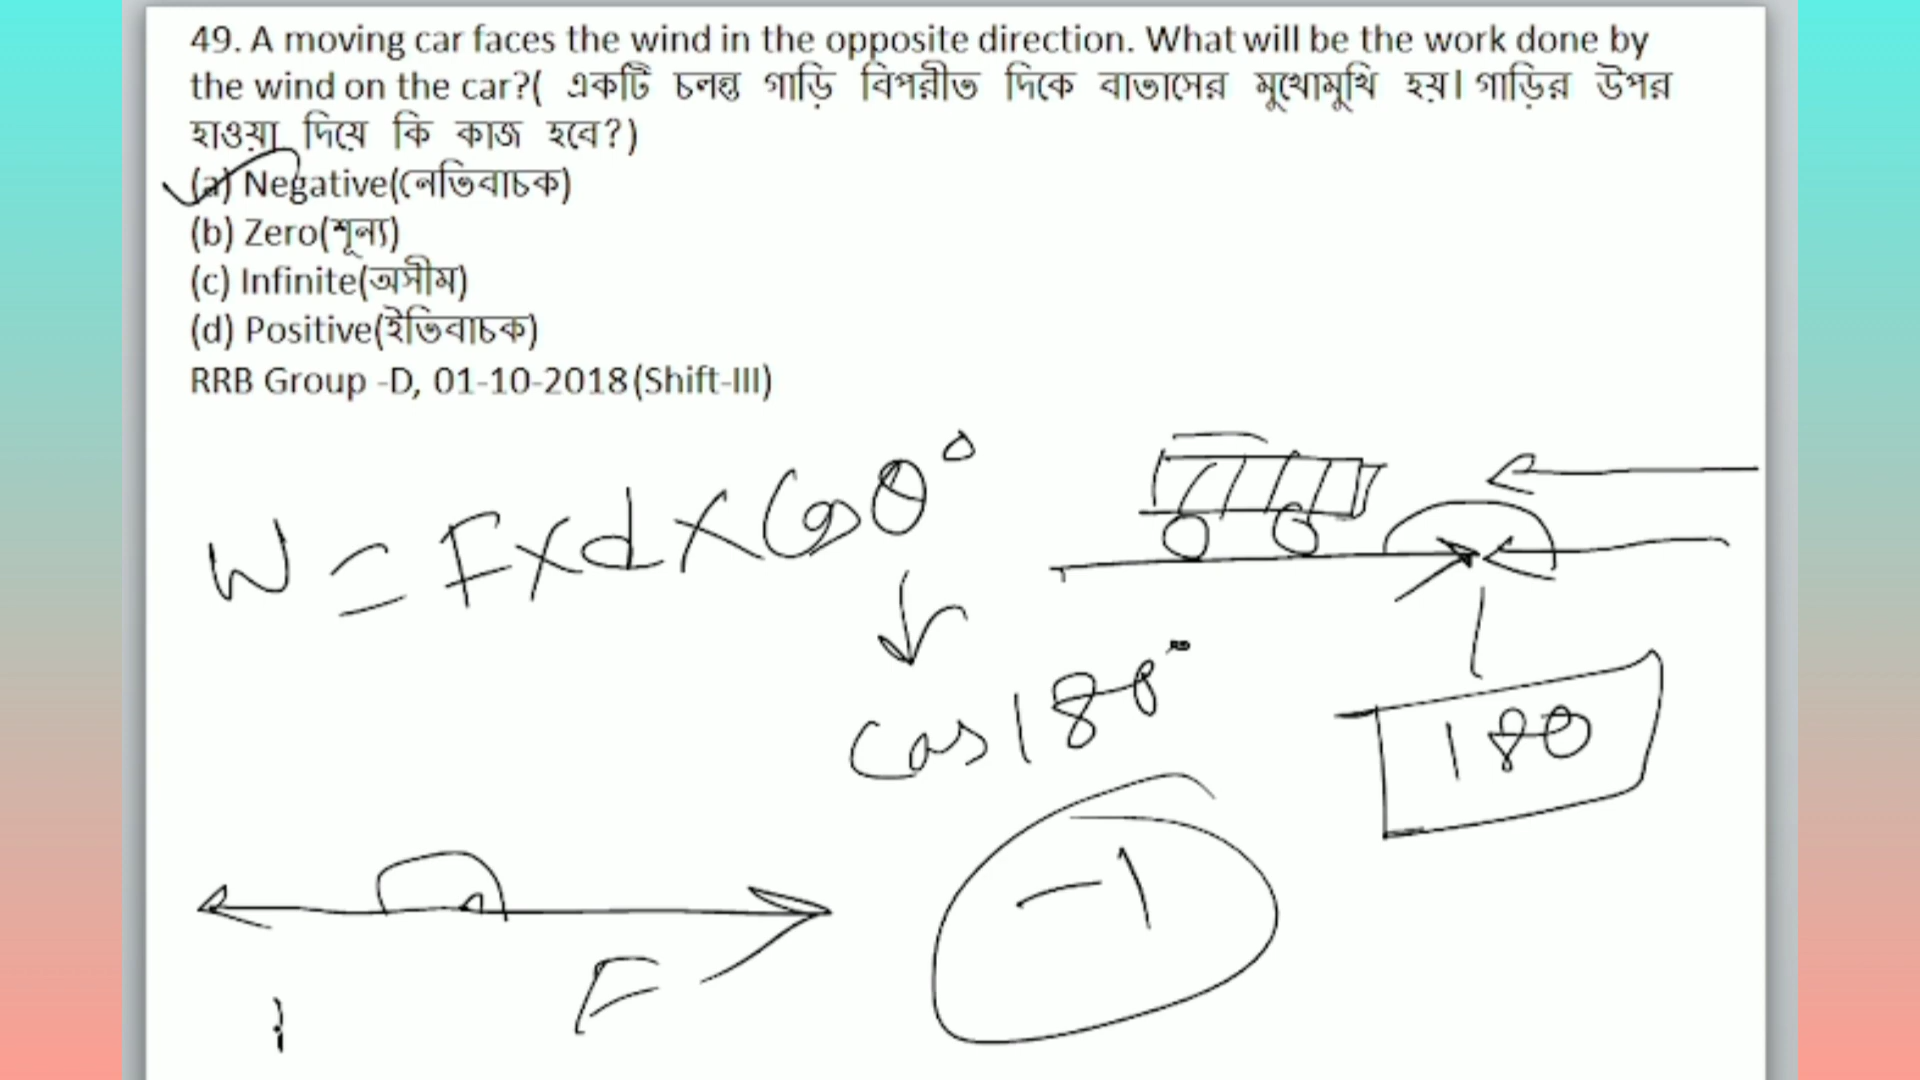 49. A moving car faces the wind in the opposite direction. What will be the work done by
the wind on the car?( একটি চলন্ত গাড়ি বিপরীত দিকে বাতাসের মুখোমুখি হয়। গাড়ির উপর
হাওয়া দিয়ে কি কাজ হবে?)
(a) Negative(নেতিবাচক)
(b) Zero(শূন্য)
(c) Infinite(অসীম)
(d) Positive(ইতিবাচক)
RRB Group -D, 01-10-2018(Shift-III)
W = F×d×Cosθ°
Cos180°
180
-1
F